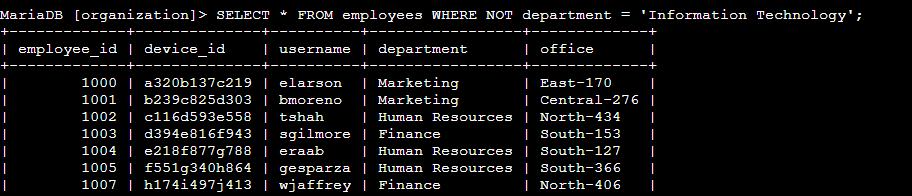 MariaDB [organization]> SELECT * FROM employees WHERE NOT department = 'Information Technology';
+-------------+--------------+----------+-----------------+-------------+
| employee_id | device_id    | username | department      | office      |
+-------------+--------------+----------+-----------------+-------------+
|        1000 | a320b137c219 | elarson  | Marketing       | East-170    |
|        1001 | b239c825d303 | bmoreno  | Marketing       | Central-276 |
|        1002 | c116d593e558 | tshah    | Human Resources | North-434   |
|        1003 | d394e816f943 | sgilmore | Finance         | South-153   |
|        1004 | e218f877g788 | eraab    | Human Resources | South-127   |
|        1005 | f551g340h864 | gesparza | Human Resources | South-366   |
|        1007 | h174i497j413 | wjaffrey | Finance         | North-406   |